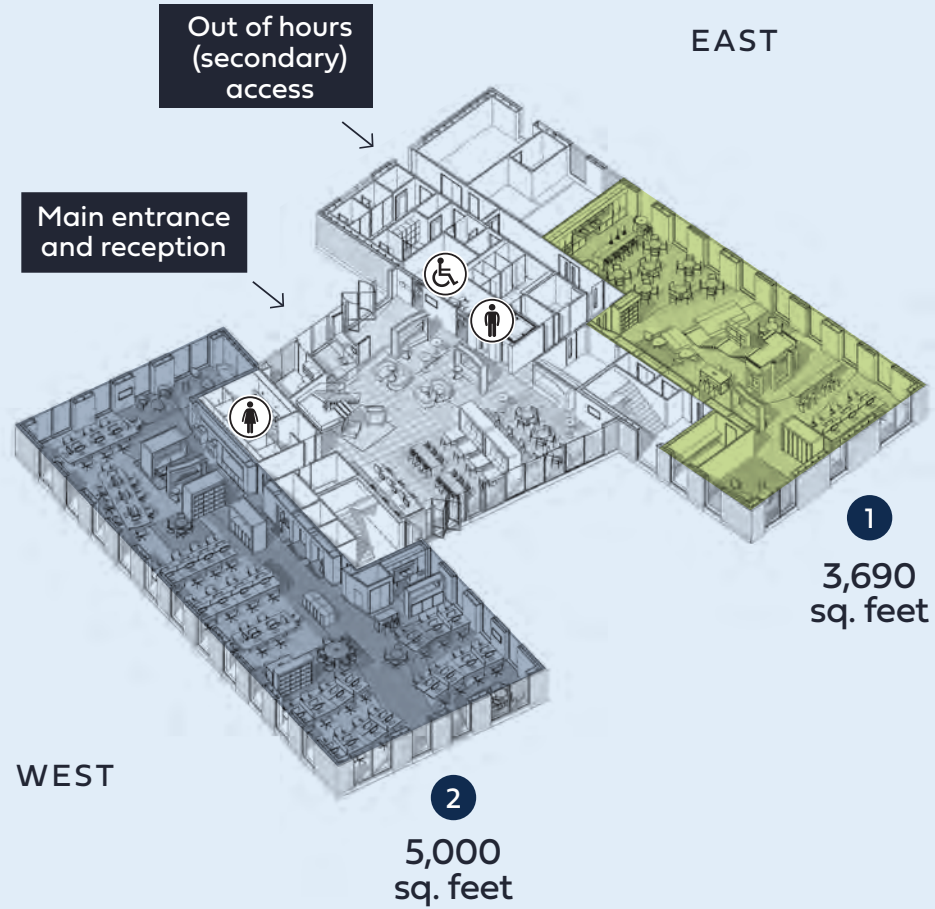 Out of hours
(secondary)
access
EAST
Main entrance
and reception
1
3,690
sq. feet
WEST
2
5,000
sq. feet